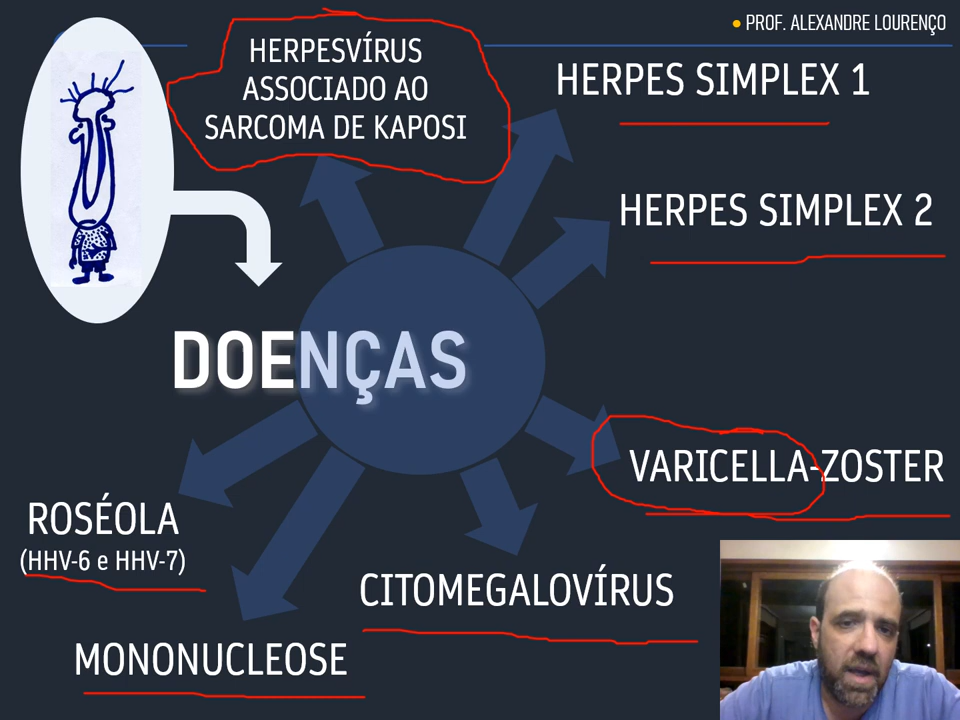 PROF. ALEXANDRE LOURENÇO
HERPESVÍRUS
ASSOCIADO AO
SARCOMA DE KAPOSI
HERPES SIMPLEX 1
HERPES SIMPLEX 2
DOENÇAS
VARICELLA-ZOSTER
ROSÉOLA
(HHV-6 e HHV-7)
CITOMEGALOVÍRUS
MONONUCLEOSE